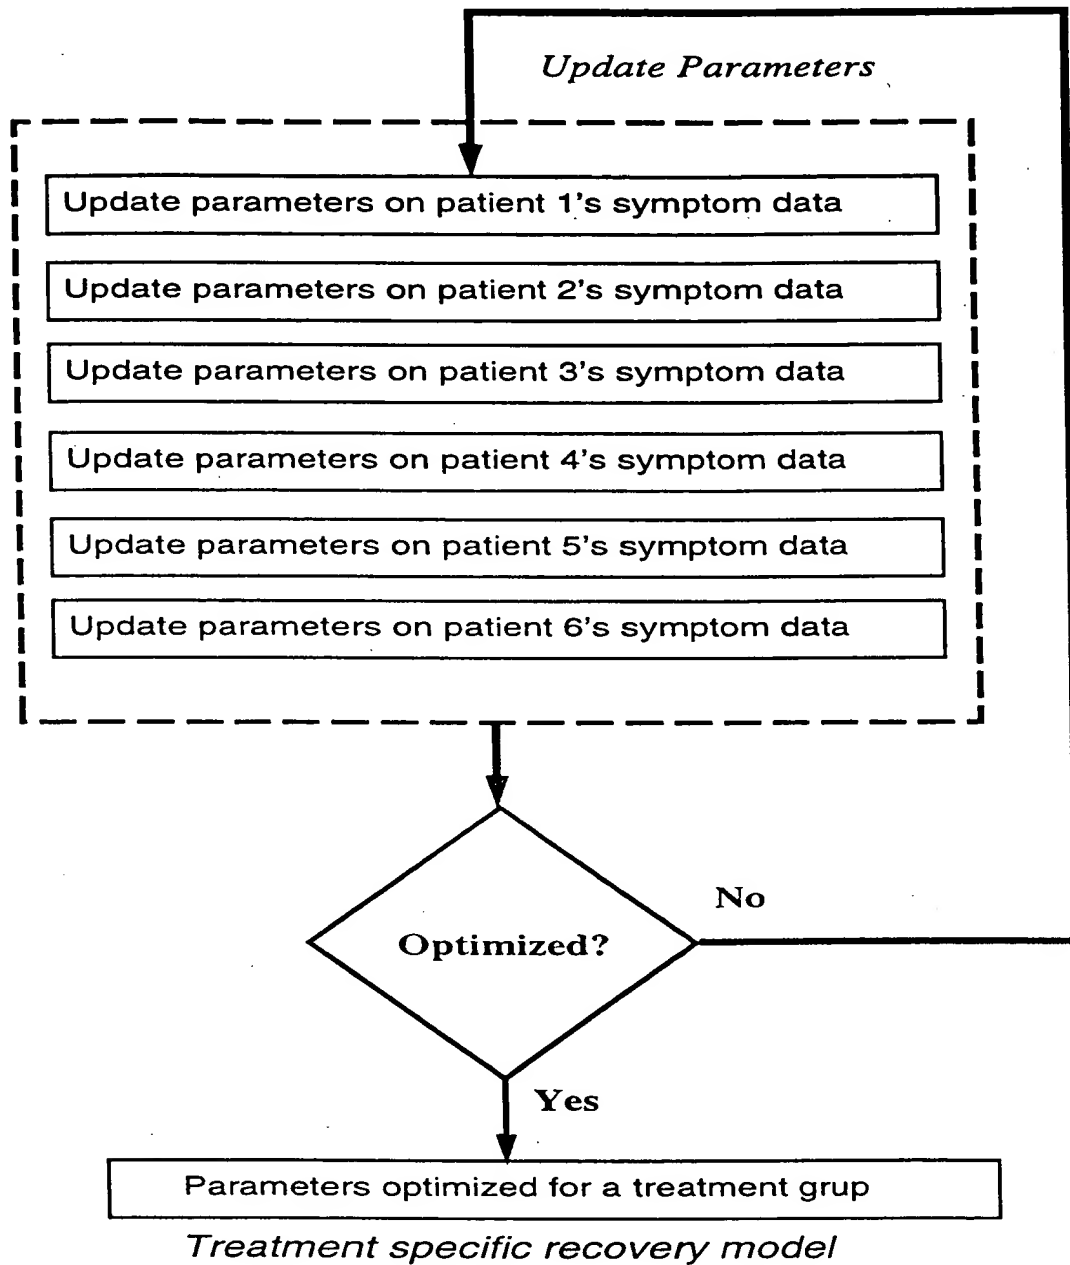 Update Parameters
Update parameters on patient 1's symptom data
Update parameters on patient 2's symptom data
Update parameters on patient 3's symptom data
Update parameters on patient 4's symptom data
Update parameters on patient 5's symptom data
Update parameters on patient 6's symptom data
No
Optimized?
Yes
Parameters optimized for a treatment grup
Treatment specific recovery model